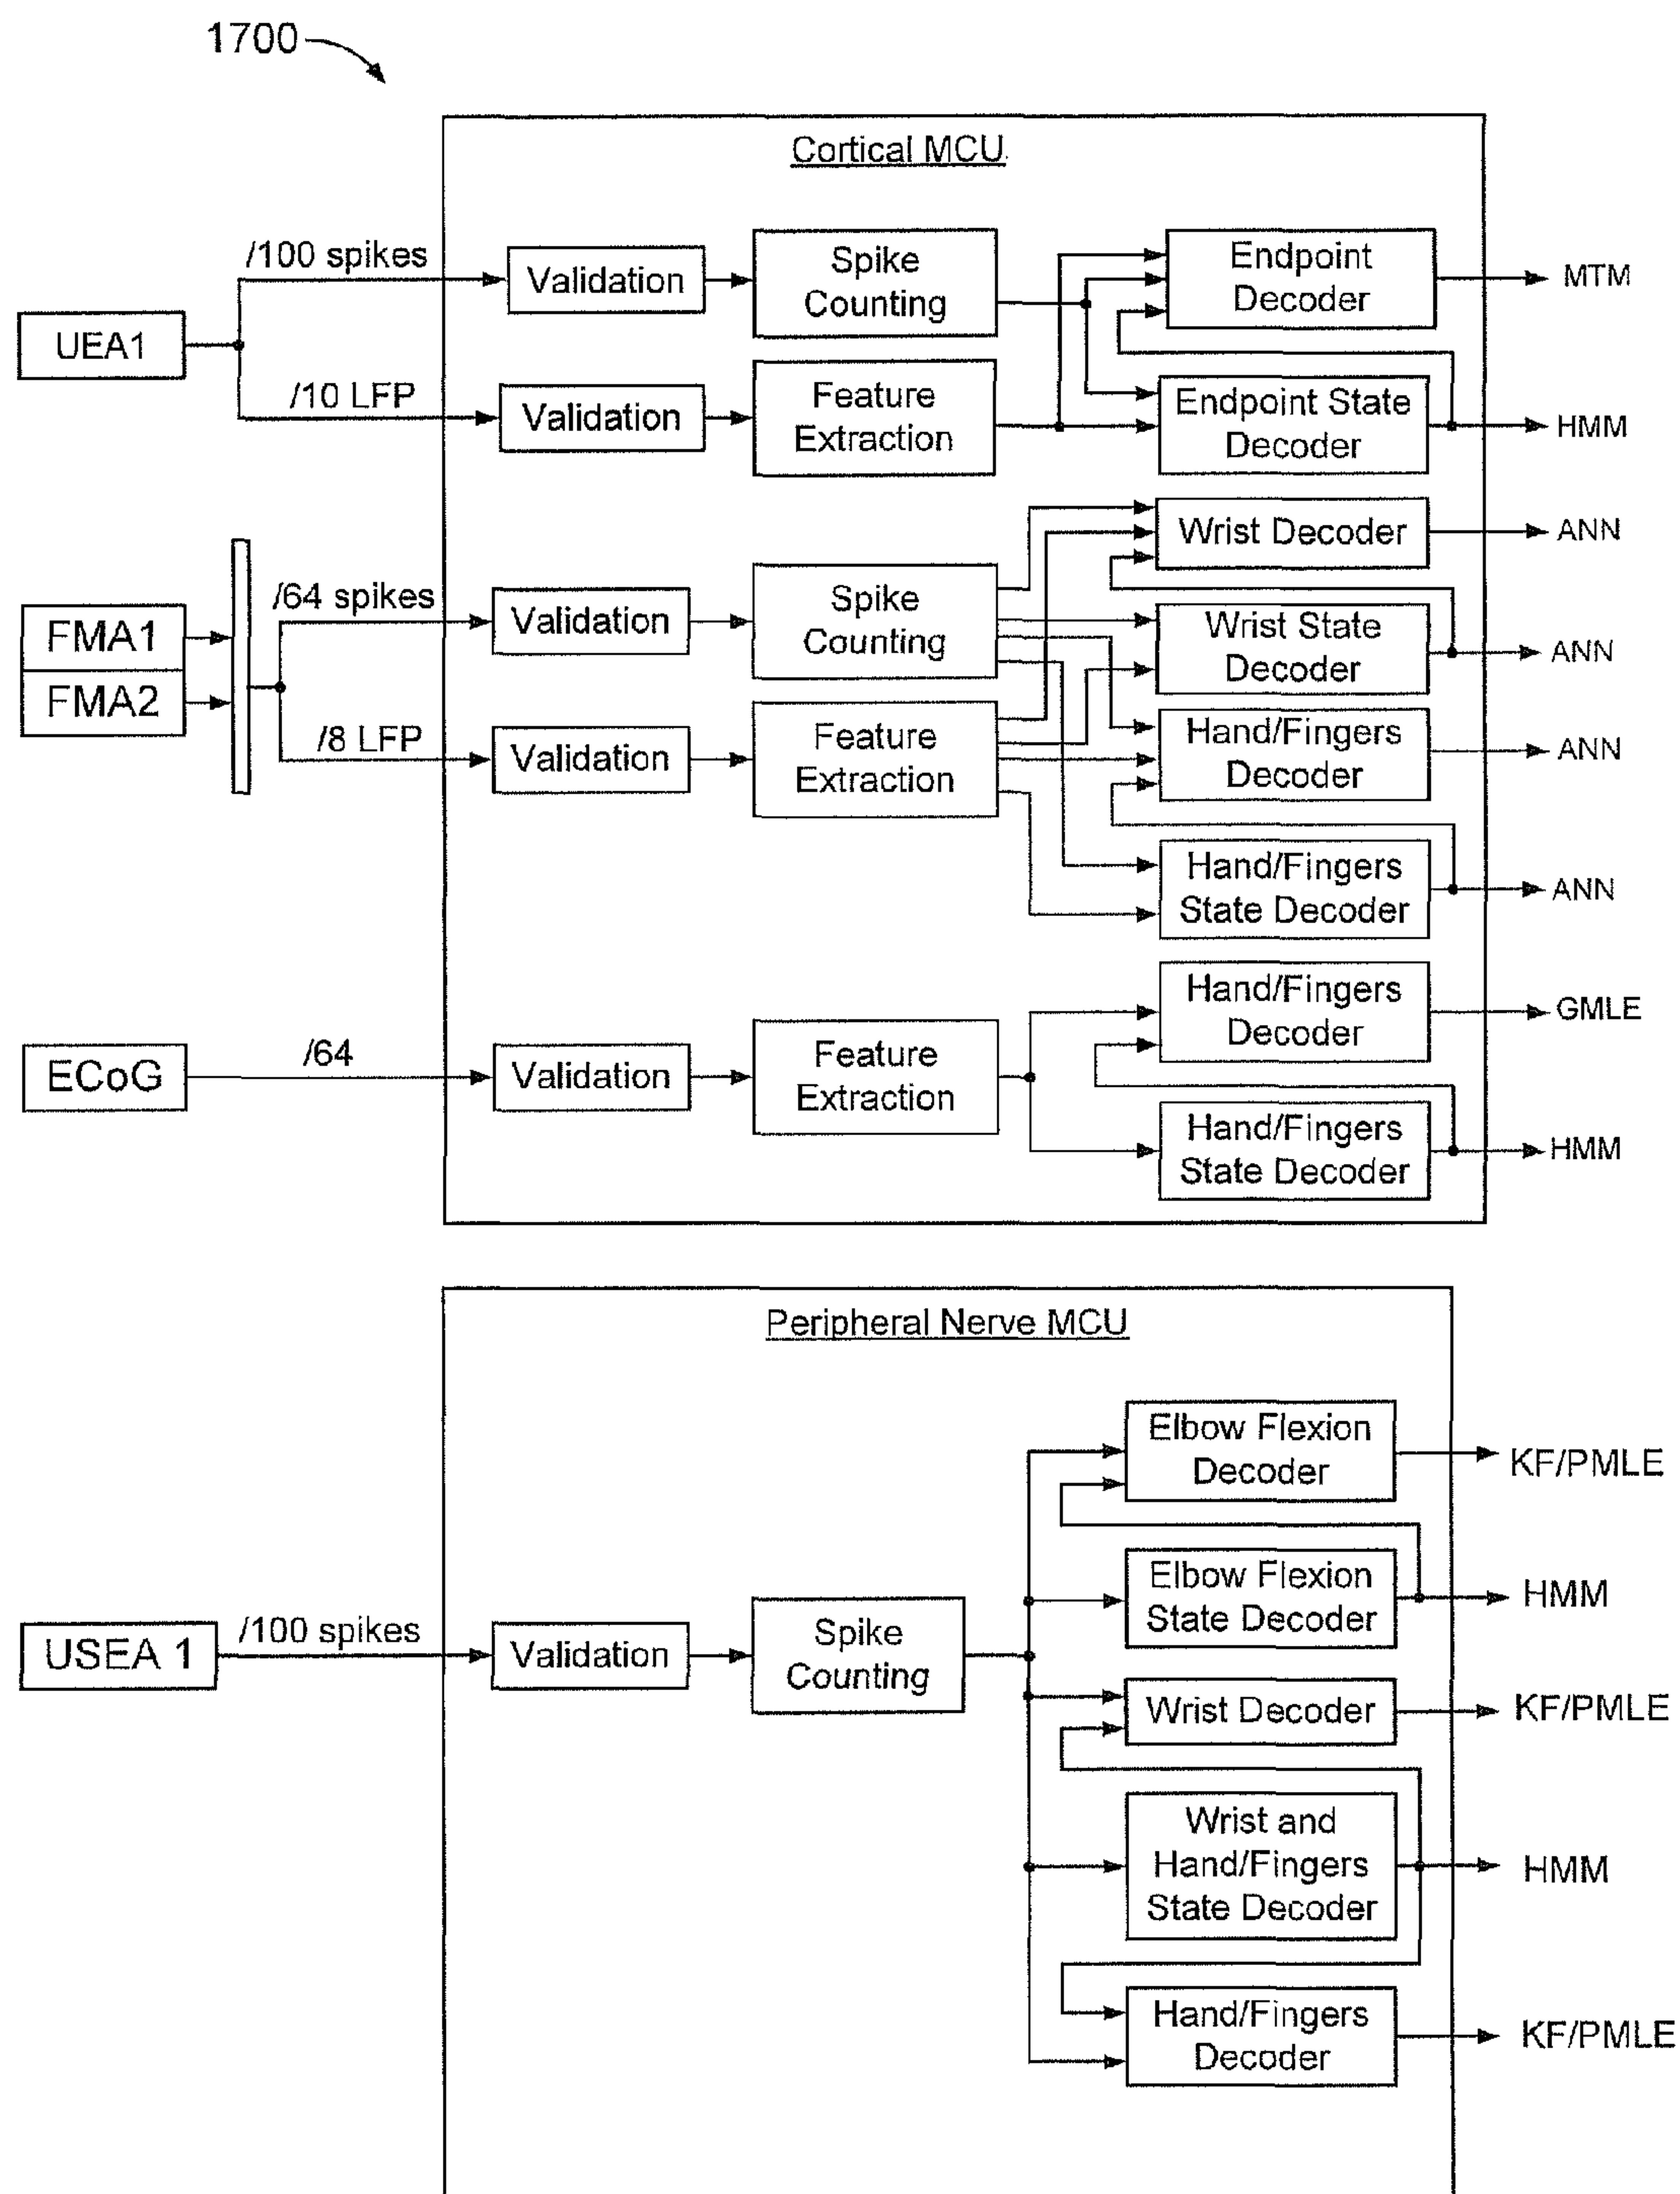 1700
Cortical MCU
/100 spikes
UEA1
/10 LFP
Validation
Spike
Counting
Endpoint
Decoder
MTM
Validation
Feature
Extraction
Endpoint State
Decoder
HMM
FMA1
FMA2
/64 spikes
/8 LFP
Validation
Spike
Counting
Wrist Decoder
ANN
Wrist State
Decoder
ANN
Validation
Feature
Extraction
Hand/Fingers
Decoder
ANN
Hand/Fingers
State Decoder
ANN
ECoG
/64
Validation
Feature
Extraction
Hand/Fingers
Decoder
GMLE
Hand/Fingers
State Decoder
HMM
Peripheral Nerve MCU
USEA 1
/100 spikes
Validation
Spike
Counting
Elbow Flexion
Decoder
KF/PMLE
Elbow Flexion
State Decoder
HMM
Wrist Decoder
KF/PMLE
Wrist and
Hand/Fingers
State Decoder
HMM
Hand/Fingers
Decoder
KF/PMLE